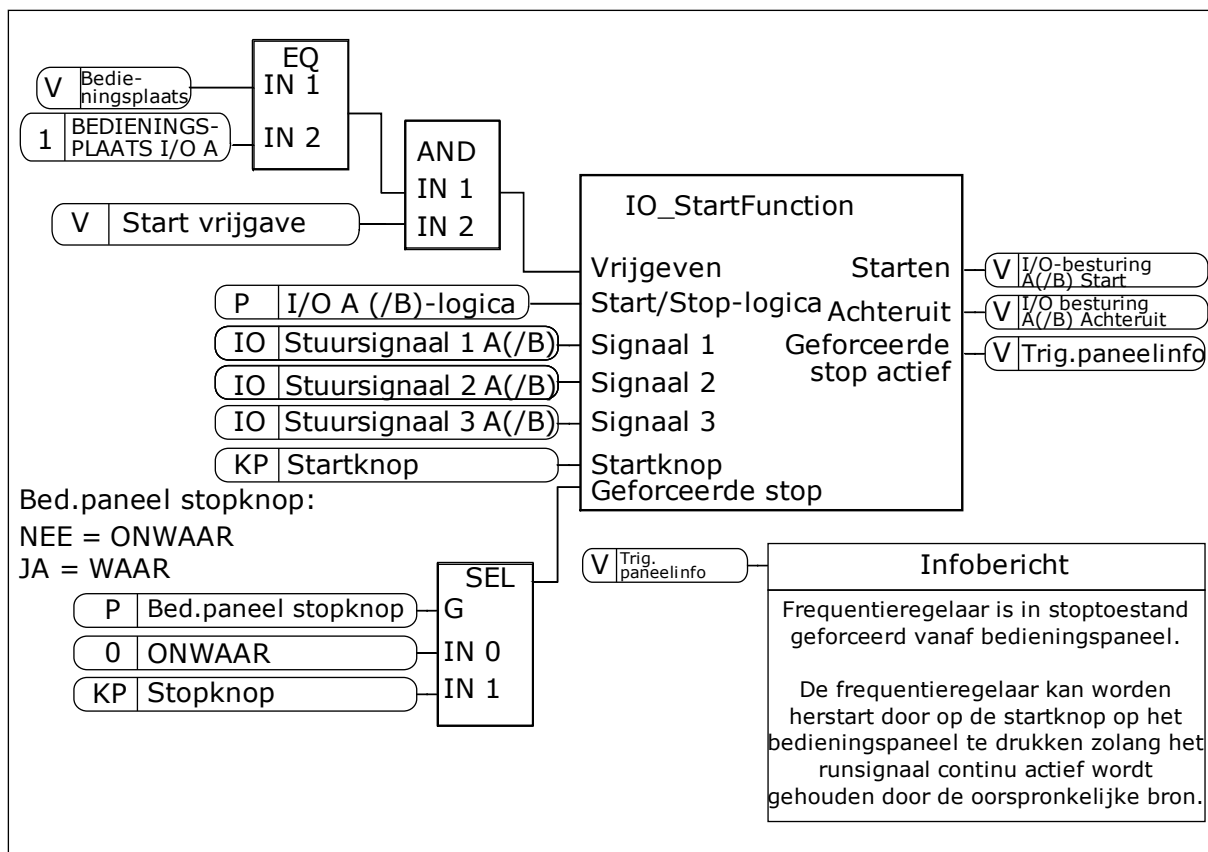 EQ
V Bedie-
ningsplaats
IN 1
1 BEDIENINGS-
PLAATS I/O A
IN 2
AND
IN 1
V Start vrijgave
IN 2
IO_StartFunction
Vrijgeven
P I/O A (/B)-logica
Start/Stop-logica
IO Stuursignaal 1 A(/B)
Signaal 1
IO Stuursignaal 2 A(/B)
Signaal 2
IO Stuursignaal 3 A(/B)
Signaal 3
KP Startknop
Startknop
Geforceerde stop
Starten
V I/O-besturing
A(/B) Start
Achteruit
V I/O besturing
A(/B) Achteruit
Geforceerde
stop actief
V Trig.paneelinfo
Bed.paneel stopknop:
NEE = ONWAAR
JA = WAAR
SEL
P Bed.paneel stopknop
G
0 ONWAAR
IN 0
KP Stopknop
IN 1
V Trig.
paneelinfo
Infobericht
Frequentieregelaar is in stoptoestand
geforceerd vanaf bedieningspaneel.
De frequentieregelaar kan worden
herstart door op de startknop op het
bedieningspaneel te drukken zolang het
runsignaal continu actief wordt
gehouden door de oorspronkelijke bron.